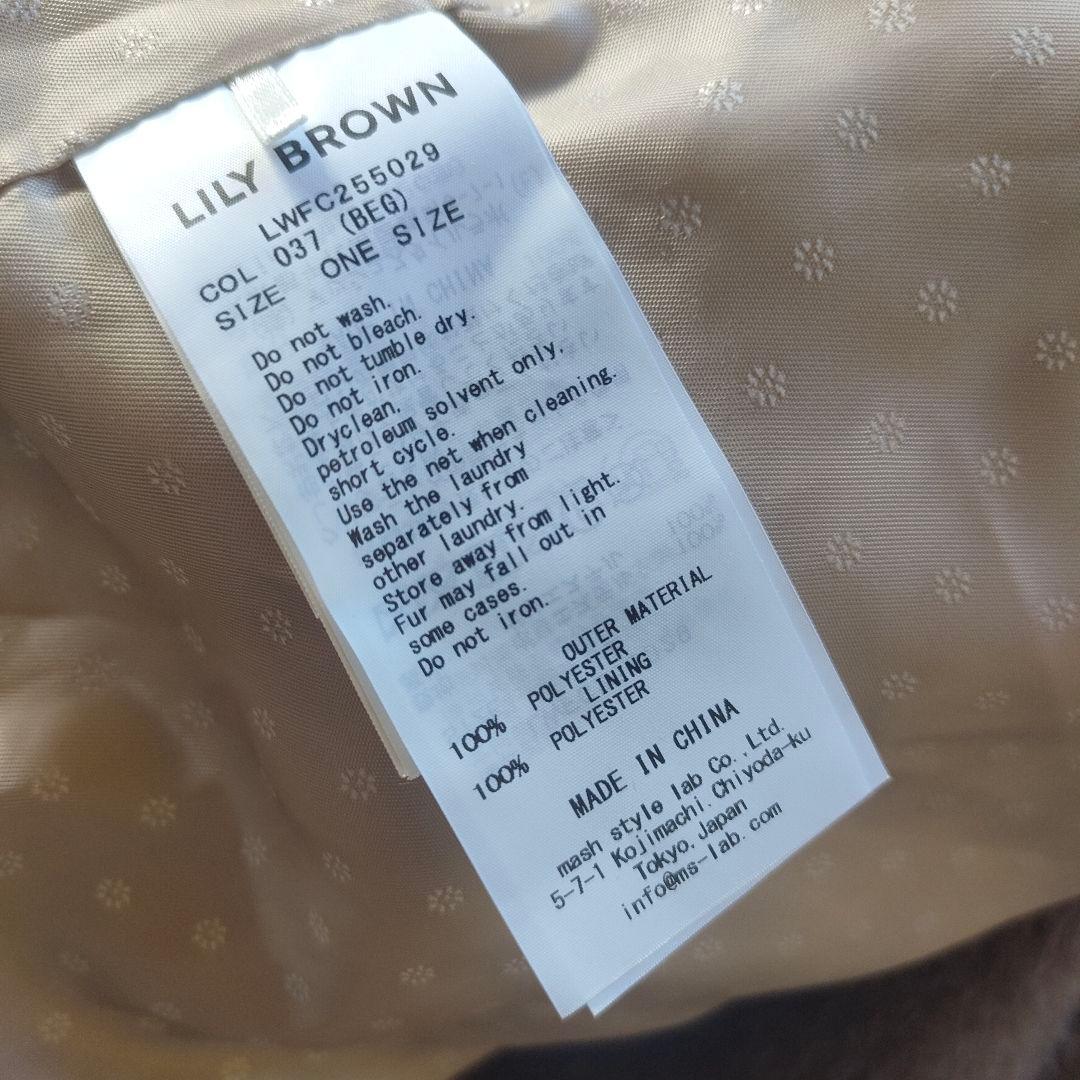 LILY BROWN
LWFC255029
COL 037 (BEG)
SIZE ONE SIZE
Do not wash.
Do not bleach.
Do not tumble dry.
Do not iron.
Dryclean.
petroleum solvent only.
short cycle.
Use the net when cleaning.
Wash the laundry
separately from
other laundry.
Store away from light.
Fur may fall out in
some cases.
Do not iron.
OUTER MATERIAL
100% POLYESTER
LINING
100% POLYESTER
MADE IN CHINA
mash style lab Co.,Ltd.
5-7-1 Kojimachi.Chiyoda-ku
Tokyo.Japan
info@ms-lab.com